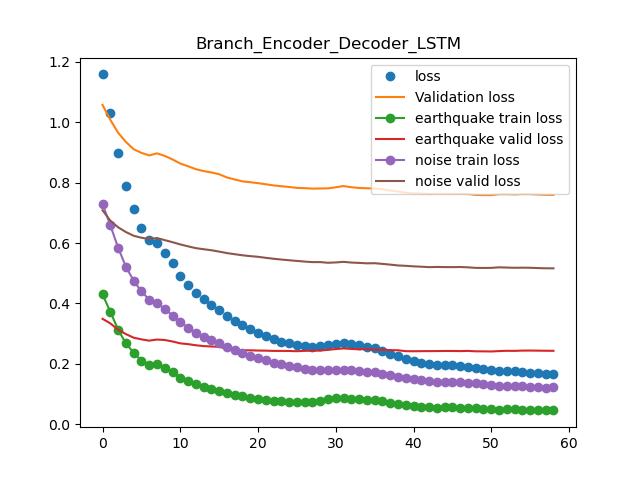 Branch_Encoder_Decoder_LSTM
loss
Validation loss
earthquake train loss
earthquake valid loss
noise train loss
noise valid loss
1.2
1.0
0.8
0.6
0.4
0.2
0.0
0 10 20 30 40 50 60